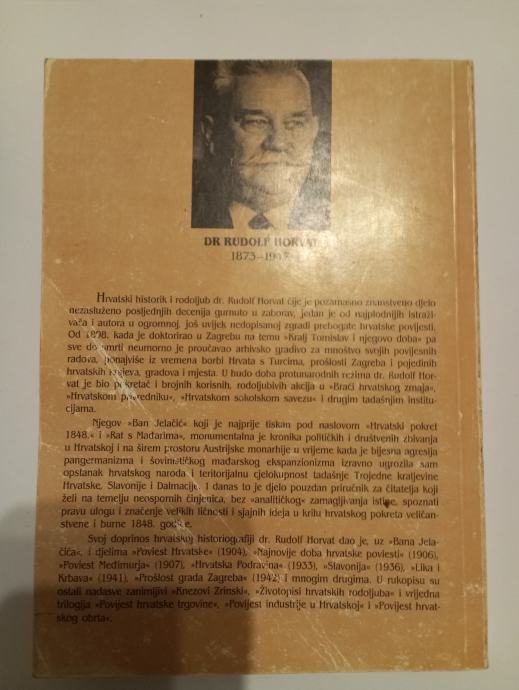 DR RUDOLF HORVAT
1873–1947
Hrvatski historik i rodoljub dr. Rudolf Horvat čije je pozamašno znanstveno djelo
nezasluženo posljednjih decenija gurnuto u zaborav, jedan je od najplodnijih istraži-
vača i autora u ogromnoj, još uvijek nedopisanoj zgradi prebogate hrvatske povijesti.
Od 1898. kada je doktorirao u Zagrebu na temu »Kralj Tomislav i njegovo doba« pa
sve do smrti neumorno je proučavao arhivsko gradivo za mnoštvo svojih povijesnih
radova, ponajviše iz vremena borbi Hrvata s Turcima, prošlosti Zagreba i pojedinih
hrvatskih krajeva, gradova i mjesta. U hudo doba protunarodnih režima dr. Rudolf Hor-
vat je bio pokretač i brojnih korisnih, rodoljubivih akcija u »Braći hrvatskog zmaja«,
»Hrvatskom privredniku«, »Hrvatskom sokolskom savezu« i drugim tadašnjim institu-
cijama.
Njegov »Ban Jelačić« koji je najprije tiskan pod naslovom »Hrvatski pokret
1848.« i »Rat s Mađarima«, monumentalna je kronika političkih i društvenih zbivanja
u Hrvatskoj i na širem prostoru Austrijske monarhije u vrijeme kada je bijesna agresija
pangermanizma i šovinističkog mađarskog ekspanzionizma izravno ugrozila sam
opstanak hrvatskog naroda i teritorijalnu cjelokupnost tadašnje Trojedne kraljevine
Hrvatske, Slavonije i Dalmacije. I danas to je djelo pouzdan priručnik za čitatelja koji
želi na temelju neospornih činjenica, bez »analitičkog« zamagljivanja istine, spoznati
pravu ulogu i značenje velikih ličnosti i sjajnih ideja u krilu hrvatskog pokreta veličan-
stvene i burne 1848. godine.
Svoj doprinos hrvatskoj historiografiji dr. Rudolf Horvat dao je, uz »Bana Jela-
čića«, i djelima »Poviest Hrvatske« (1904), »Najnovije doba hrvatske poviesti« (1906),
»Poviest Međimurja« (1907), »Hrvatska Podravina« (1933), »Slavonija« (1936), »Lika i
Krbava« (1941), »Prošlost grada Zagreba« (1942) i mnogim drugima. U rukopisu su
ostali nadasve zanimljivi »Knezovi Zrinski«, »Životopisi hrvatskih rodoljuba« i vrijedna
trilogija »Povijest hrvatske trgovine«, »Povijest industrije u Hrvatskoj« i »Povijest hrvat-
skog obrta«.